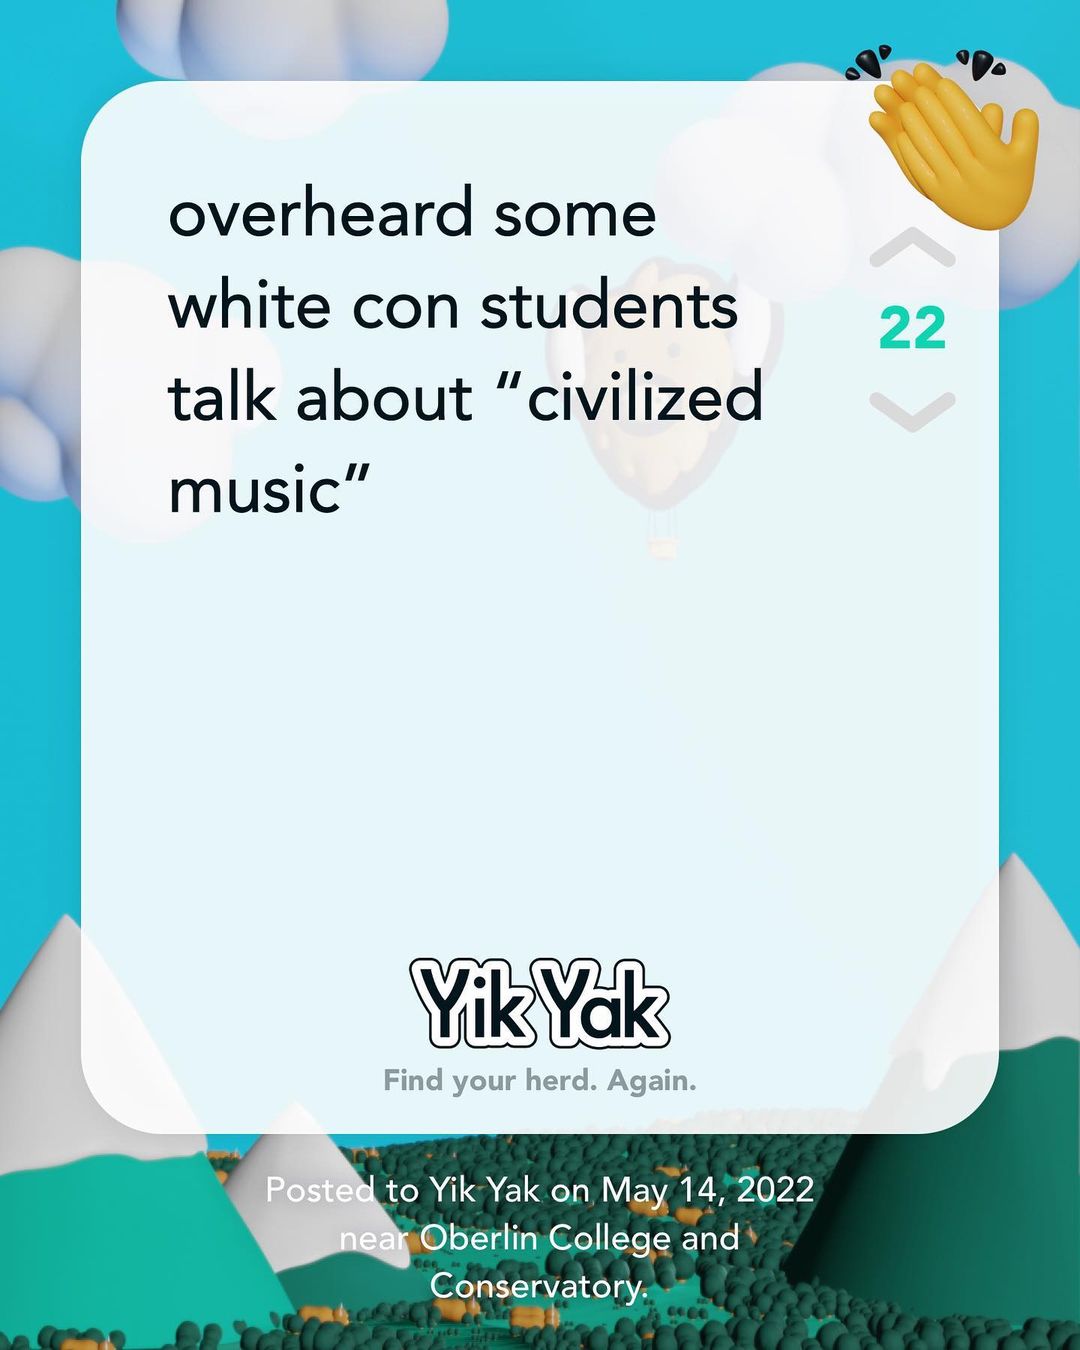 overheard some
white con students
talk about “civilized
music”
22
Yik Yak
Find your herd. Again.
Posted to Yik Yak on May 14, 2022
near Oberlin College and
Conservatory.